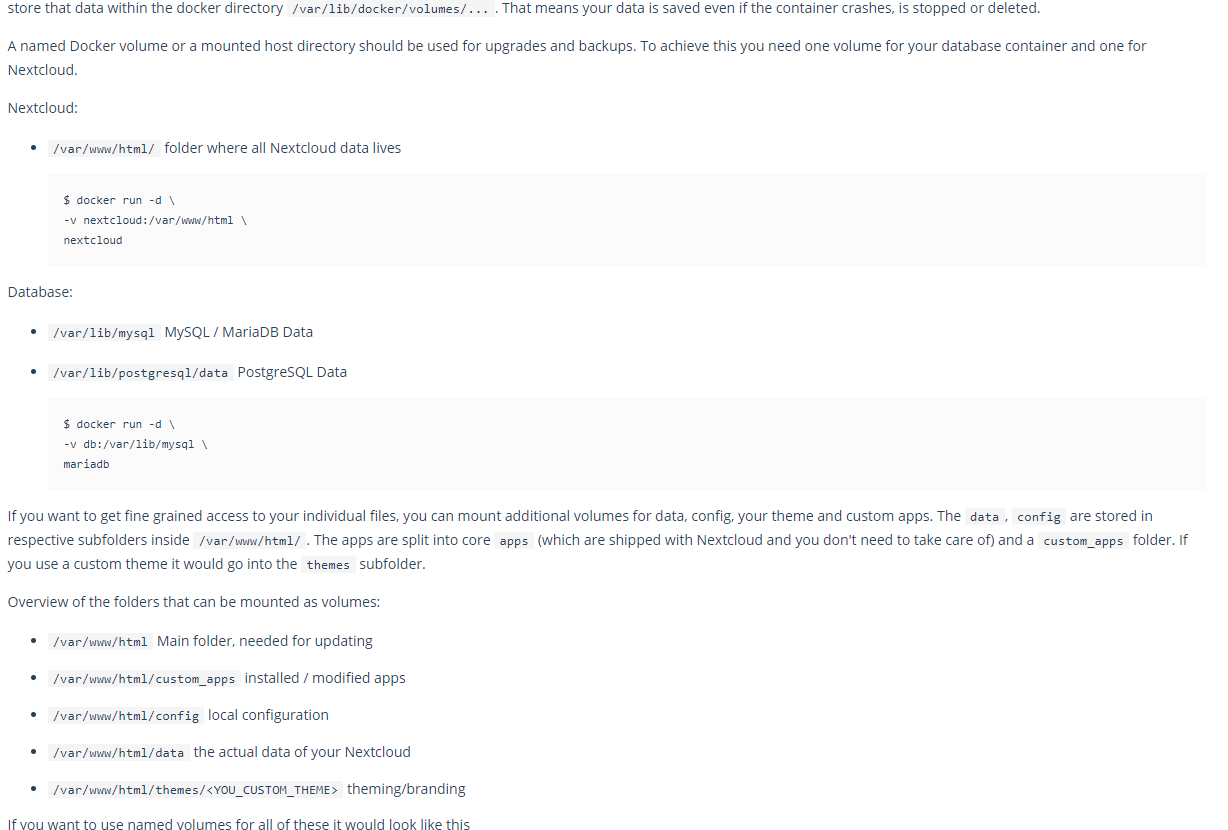 store that data within the docker directory /var/lib/docker/volumes/... . That means your data is saved even if the container crashes, is stopped or deleted.
A named Docker volume or a mounted host directory should be used for upgrades and backups. To achieve this you need one volume for your database container and one for
Nextcloud.
Nextcloud:
• /var/www/html/ folder where all Nextcloud data lives
$ docker run -d \
-v nextcloud:/var/www/html \
nextcloud
Database:
• /var/lib/mysql MySQL / MariaDB Data
• /var/lib/postgresql/data PostgreSQL Data
$ docker run -d \
-v db:/var/lib/mysql \
mariadb
If you want to get fine grained access to your individual files, you can mount additional volumes for data, config, your theme and custom apps. The data , config are stored in
respective subfolders inside /var/www/html/ . The apps are split into core apps (which are shipped with Nextcloud and you don't need to take care of) and a custom_apps folder. If
you use a custom theme it would go into the themes subfolder.
Overview of the folders that can be mounted as volumes:
• /var/www/html Main folder, needed for updating
• /var/www/html/custom_apps installed / modified apps
• /var/www/html/config local configuration
• /var/www/html/data the actual data of your Nextcloud
• /var/www/html/themes/<YOU_CUSTOM_THEME> theming/branding
If you want to use named volumes for all of these it would look like this